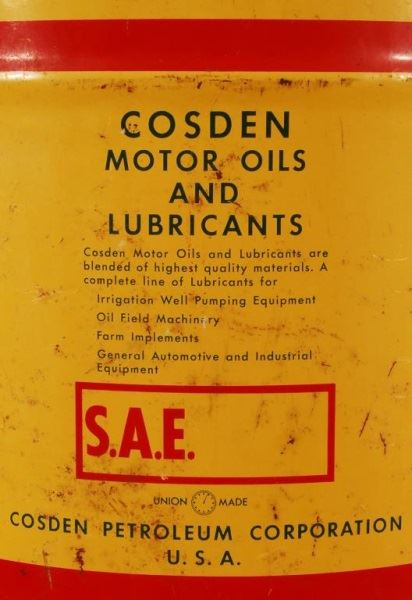 COSDEN
MOTOR OILS
AND
LUBRICANTS
Cosden Motor Oils and Lubricants are
blended of highest quality materials. A
complete line of Lubricants for
Irrigation Well Pumping Equipment
Oil Field Machinery
Farm Implements
General Automotive and Industrial
Equipment
S.A.E.
UNION MADE
COSDEN PETROLEUM CORPORATION
U.S.A.